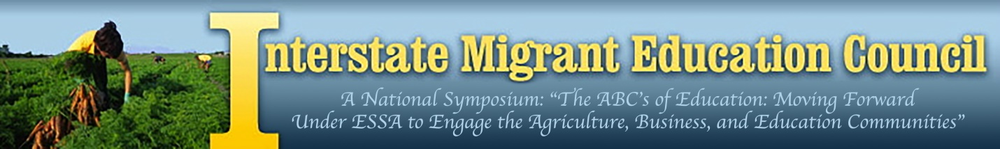 Interstate Migrant Education Council
A National Symposium: “The ABC's of Education: Moving Forward
Under ESSA to Engage the Agriculture, Business, and Education Communities”